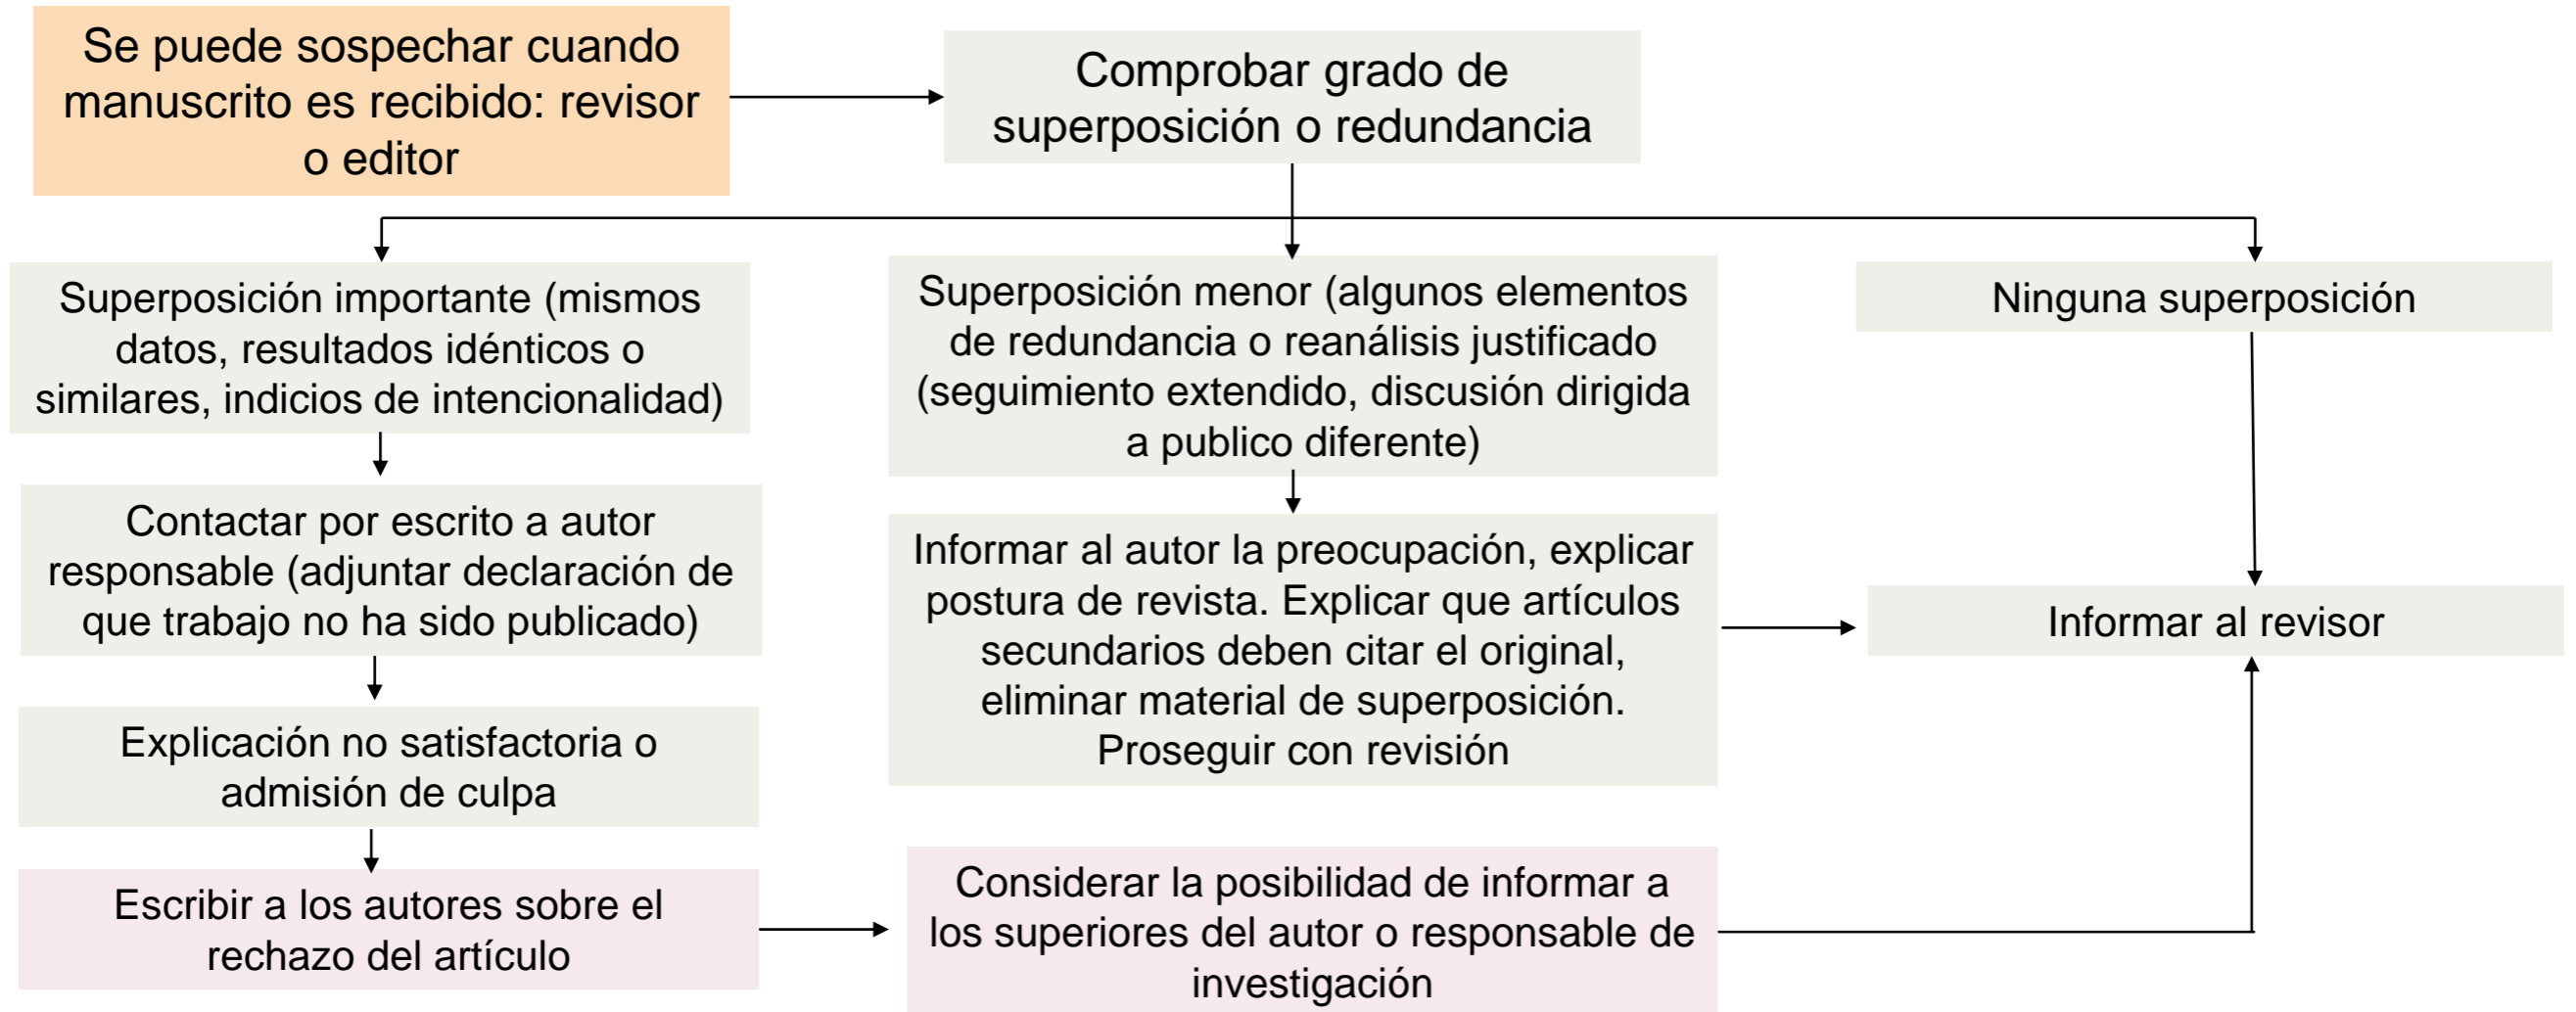 Se puede sospechar cuando
manuscrito es recibido: revisor
o editor
Comprobar grado de
superposición o redundancia
Superposición importante (mismos
datos, resultados idénticos o
similares, indicios de intencionalidad)
Superposición menor (algunos elementos
de redundancia o reanálisis justificado
(seguimiento extendido, discusión dirigida
a publico diferente)
Ninguna superposición
Contactar por escrito a autor
responsable (adjuntar declaración de
que trabajo no ha sido publicado)
Informar al autor la preocupación, explicar
postura de revista. Explicar que artículos
secundarios deben citar el original,
eliminar material de superposición.
Proseguir con revisión
Informar al revisor
Explicación no satisfactoria o
admisión de culpa
Escribir a los autores sobre el
rechazo del artículo
Considerar la posibilidad de informar a
los superiores del autor o responsable de
investigación